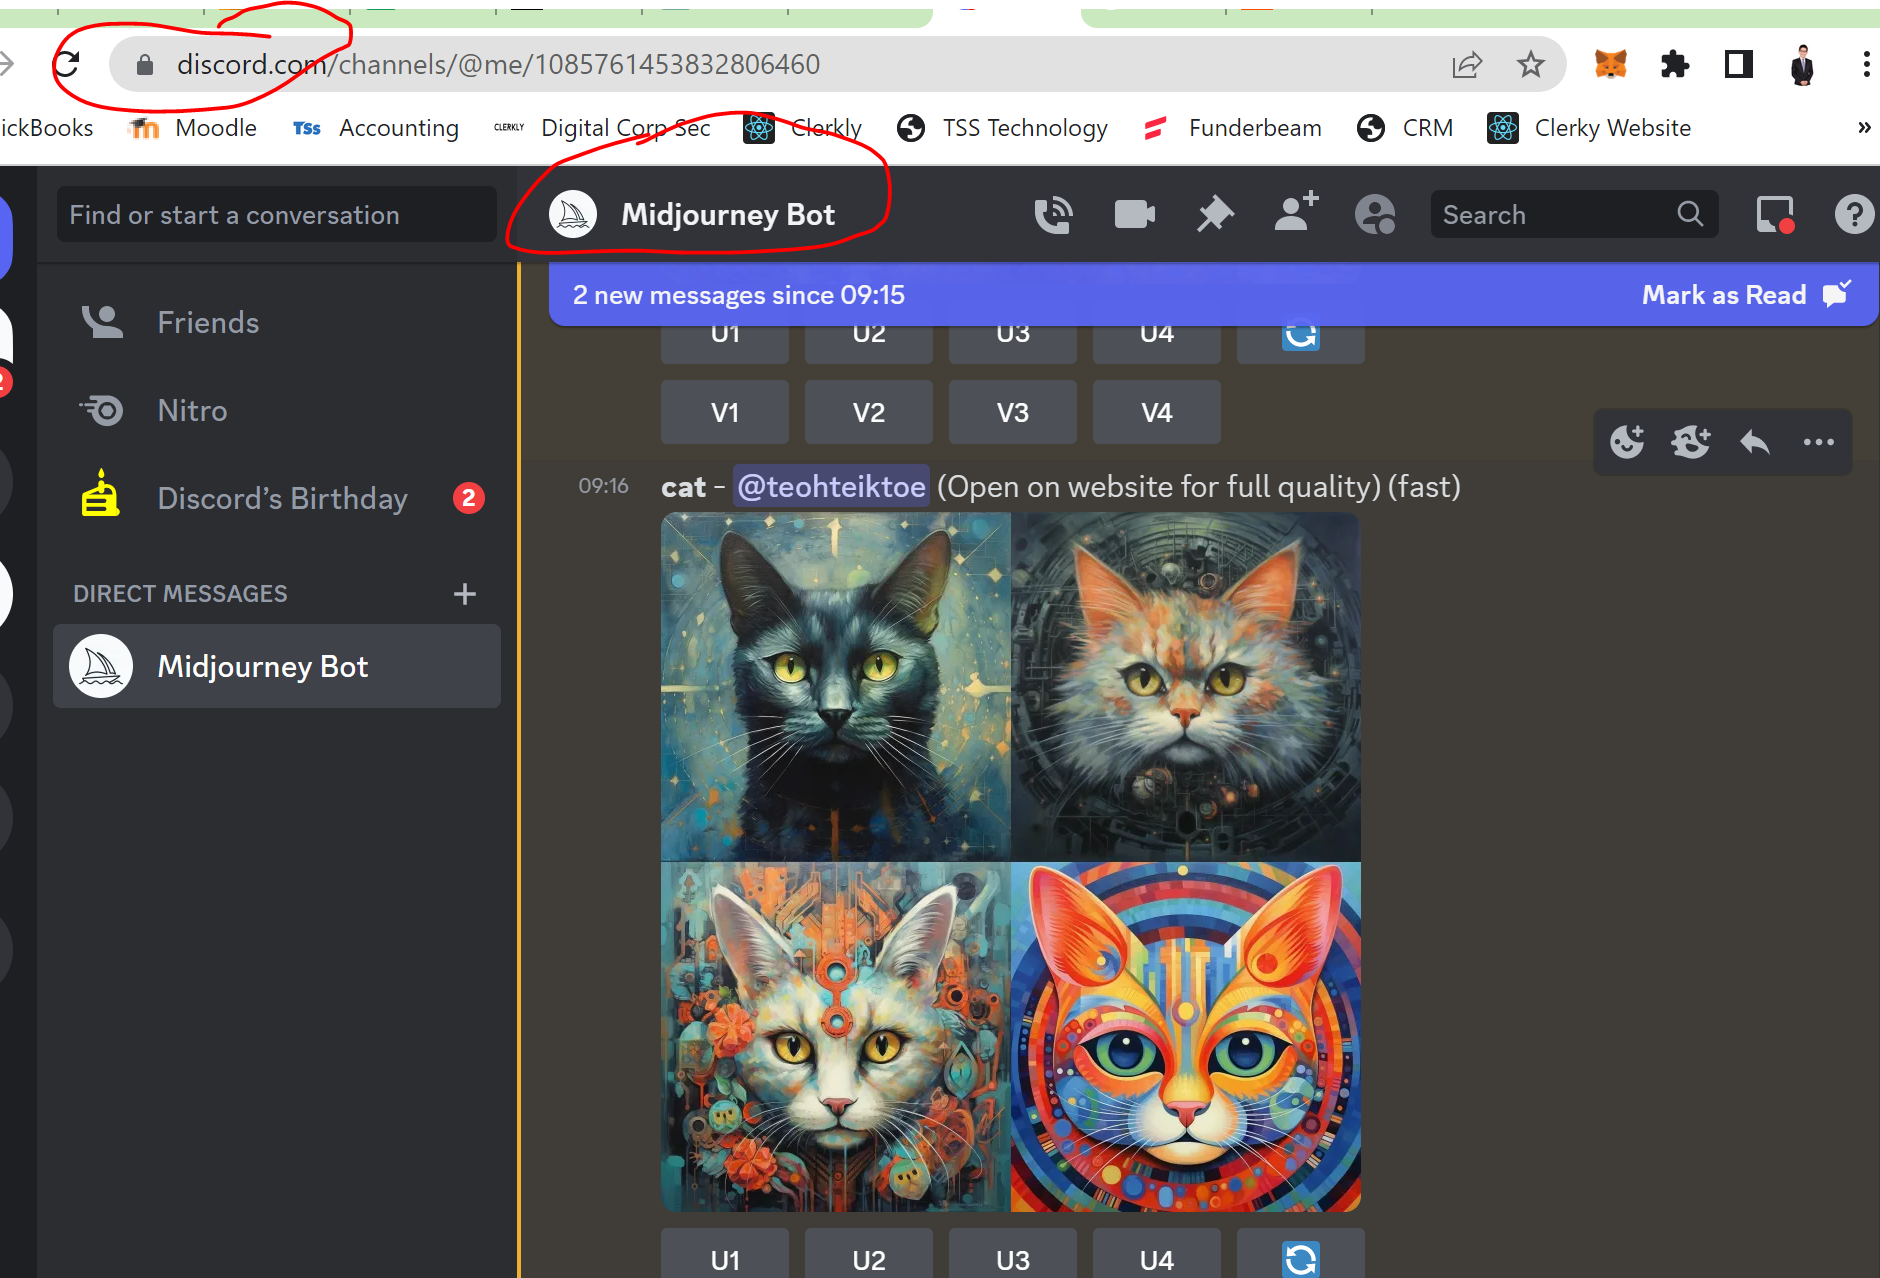 discord.com/channels/@me/1085761453832806460
ickBooks Moodle TSS Accounting CLERKLY Digital Corp Sec Clerkly TSS Technology Funderbeam CRM Clerky Website »
Find or start a conversation
Midjourney Bot
Search
2 new messages since 09:15
Mark as Read
Friends
Nitro
Discord's Birthday 2
DIRECT MESSAGES
Midjourney Bot
2
U1 U2 U3 U4
V1 V2 V3 V4
09:16 cat - @teohteiktoe (Open on website for full quality) (fast)
U1 U2 U3 U4